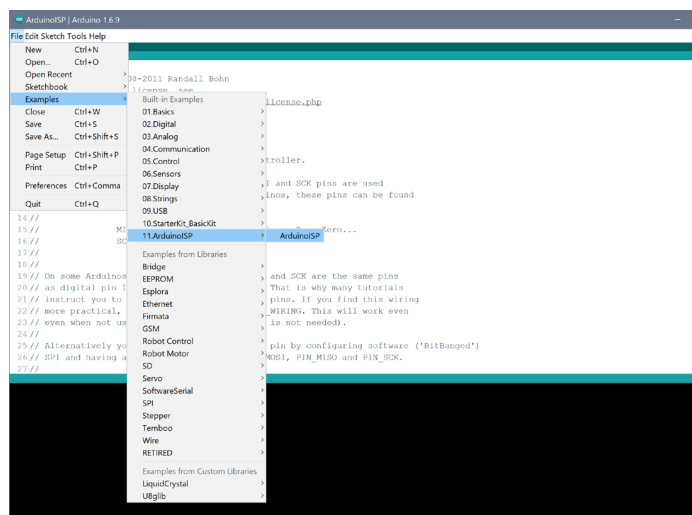 ArduinoISP | Arduino 1.6.9
File Edit Sketch Tools Help
New Ctrl+N
Open... Ctrl+O
Open Recent
Sketchbook
Examples
Close Ctrl+W
Save Ctrl+S
Save As... Ctrl+Shift+S
Page Setup Ctrl+Shift+P
Print Ctrl+P
Preferences Ctrl+Comma
Quit Ctrl+Q
Built-in Examples
01.Basics
02.Digital
03.Analog
04.Communication
05.Control
06.Sensors
07.Display
08.Strings
09.USB
10.StarterKit_BasicKit
11.ArduinoISP
Examples from Libraries
Bridge
EEPROM
Esplora
Ethernet
Firmata
GSM
Robot Control
Robot Motor
SD
Servo
SoftwareSerial
SPI
Stepper
Temboo
Wire
RETIRED
Examples from Custom Libraries
LiquidCrystal
U8glib
ArduinoISP
08-2011 Randall Bohn
license, see
license.php
troller.
and SCK pins are used
inos, these pins can be found
14 //
15 // MI Zero...
16 // SC
17 //
18 //
19 // On some Arduinos and SCK are the same pins
20 // as digital pin 1 That is why many tutorials
21 // instruct you to pins. If you find this wiring
22 // more practical, _WIRING. This will work even
23 // even when not us is not needed).
24 //
25 // Alternatively yo pin by configuring software ('BitBanged')
26 // SPI and having a MOSI, PIN_MISO and PIN_SCK.
27 //